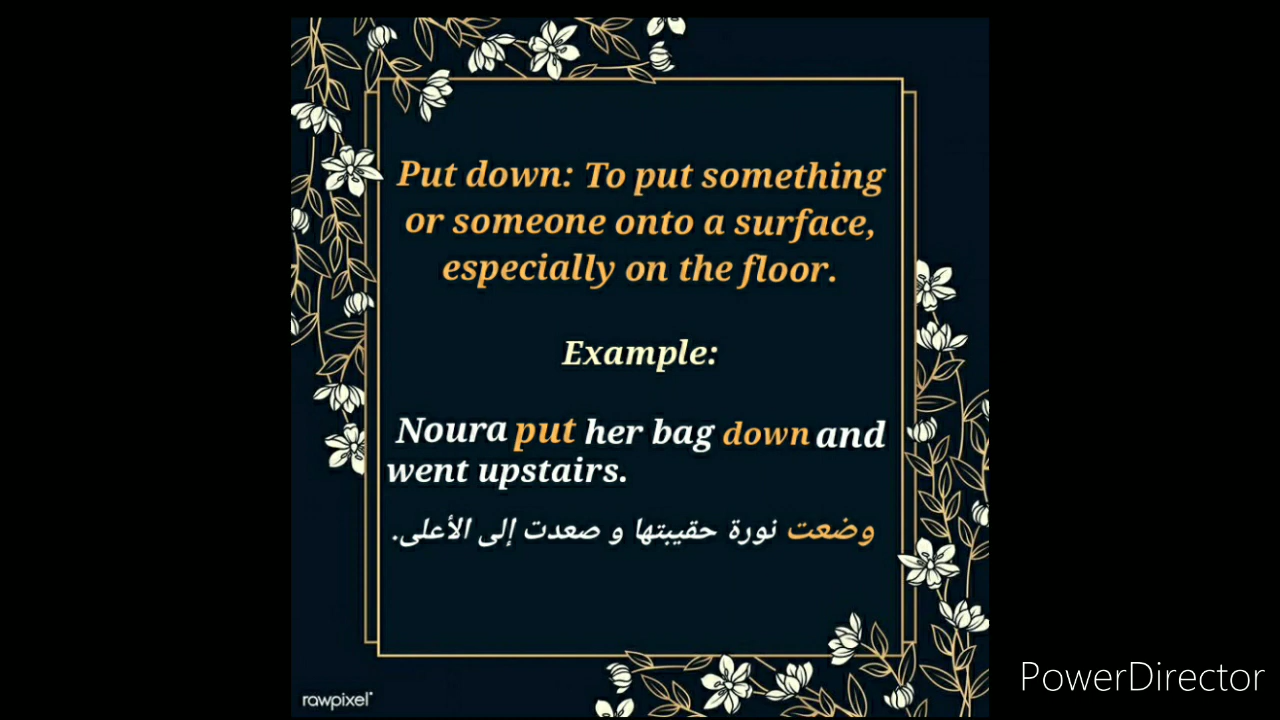 Put down: To put something
or someone onto a surface,
especially on the floor.
Example:
Noura put her bag down and
went upstairs.
وضعت نورة حقيبتها و صعدت إلى الأعلى.
rawpixel
PowerDirector